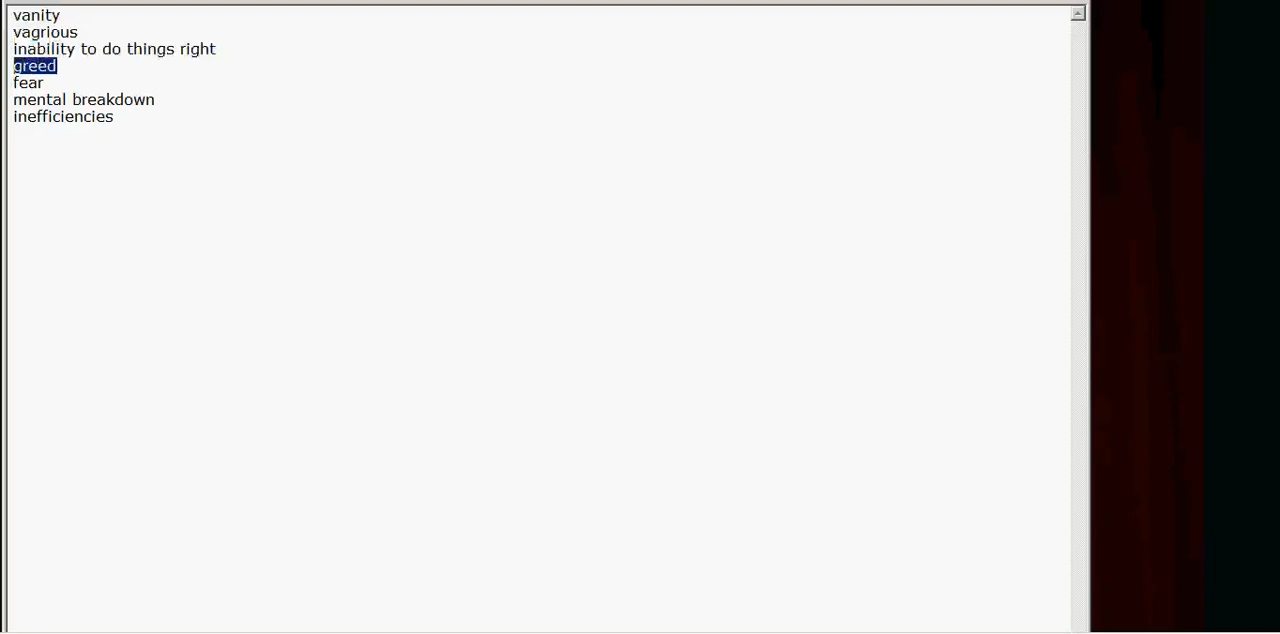 vanity
vagrious
inability to do things right
greed
fear
mental breakdown
inefficiencies